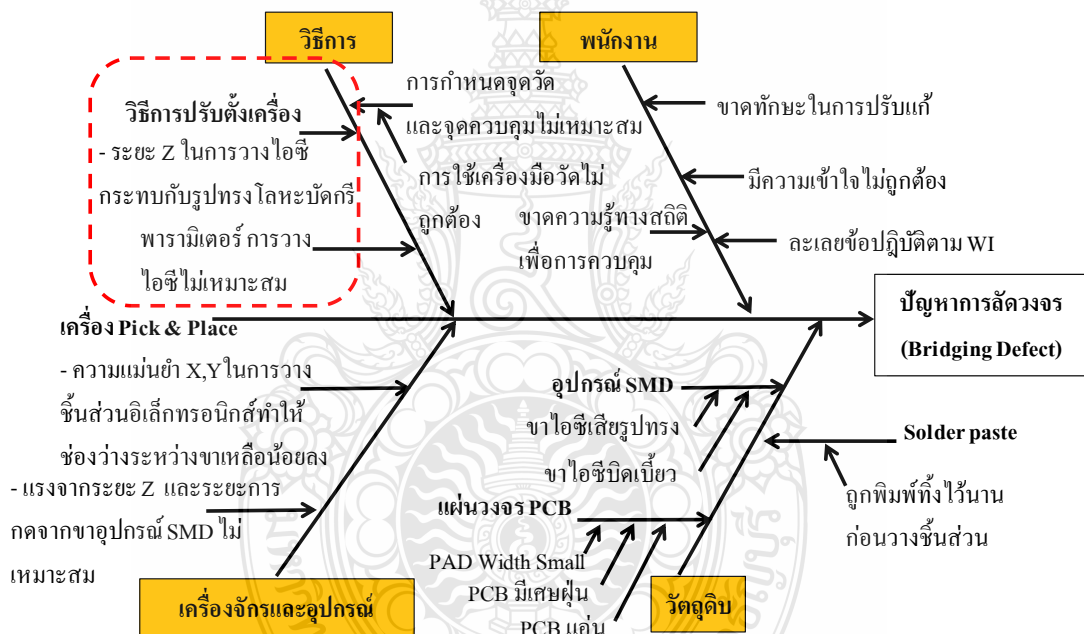 วิธีการ
พนักงาน
วิธีการปรับตั้งเครื่อง
- ระยะ Z ในการวางไอซี
กระทบกับรูปทรงโลหะบัดกรี
พารามิเตอร์ การวาง
ไอซีไม่เหมาะสม
การกำหนดจุดวัด
และจุดควบคุมไม่เหมาะสม
การใช้เครื่องมือวัดไม่
ถูกต้อง
ขาดทักษะในการปรับแก้
มีความเข้าใจไม่ถูกต้อง
ขาดความรู้ทางสถิติ
เพื่อการควบคุม
ละเลยข้อปฎิบัติตาม WI
ปัญหาการลัดวงจร
(Bridging Defect)
เครื่อง Pick & Place
- ความแม่นยำ X,Y ในการวาง
ชิ้นส่วนอิเล็กทรอนิกส์ทำให้
ช่องว่างระหว่างขาเหลือน้อยลง
- แรงจากระยะ Z และระยะการ
กดจากขาอุปกรณ์ SMD ไม่
เหมาะสม
อุปกรณ์ SMD
ขาไอซีเสียรูปทรง
ขาไอซีบิดเบี้ยว
แผ่นวงจร PCB
PAD Width Small
PCB มีเศษฝุ่น
PCB แอ่น
Solder paste
ถูกพิมพ์ทิ้งไว้นาน
ก่อนวางชิ้นส่วน
เครื่องจักรและอุปกรณ์
วัตถุดิบ